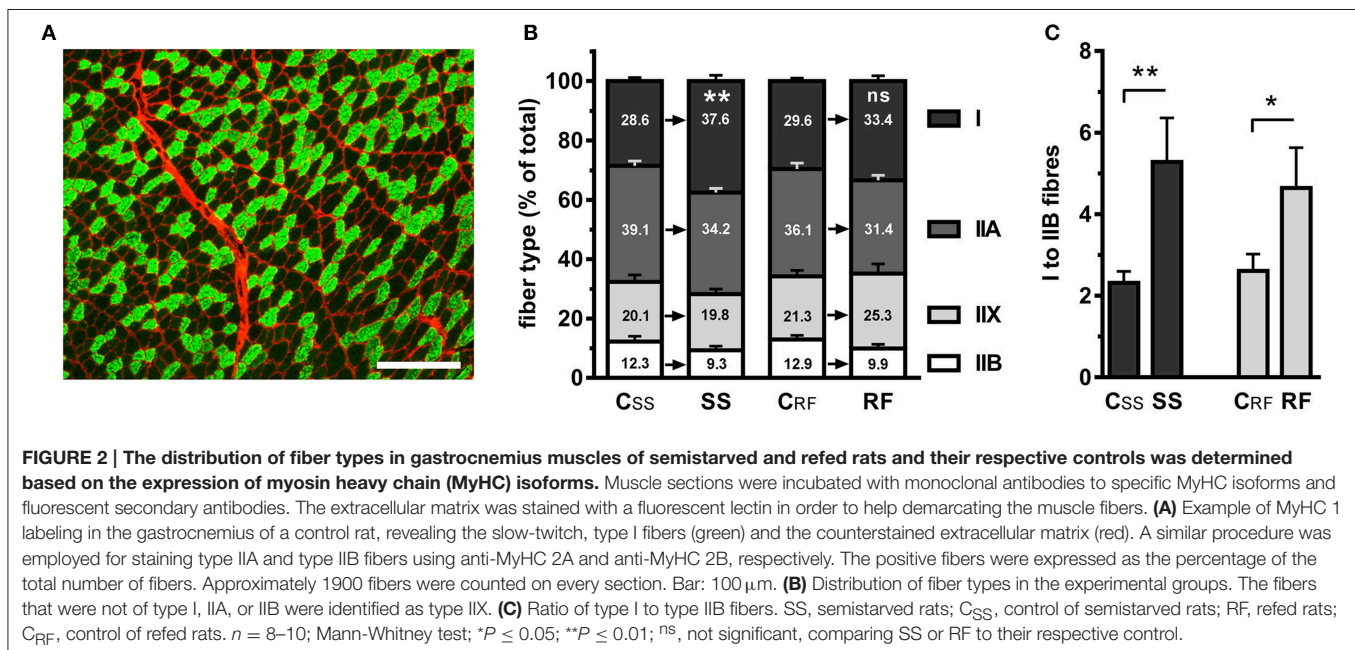 A
B
C
100
80
60
40
20
0
fiber type (% of total)
** ns
28.6 37.6 29.6 33.4
39.1 34.2 36.1 31.4
20.1 19.8 21.3 25.3
12.3 9.3 12.9 9.9
CSS SS CRF RF
I
IIA
IIX
IIB
8
6
4
2
0
I to IIB fibres
**
*
CSS SS CRF RF
FIGURE 2 | The distribution of fiber types in gastrocnemius muscles of semistarved and refed rats and their respective controls was determined
based on the expression of myosin heavy chain (MyHC) isoforms. Muscle sections were incubated with monoclonal antibodies to specific MyHC isoforms and
fluorescent secondary antibodies. The extracellular matrix was stained with a fluorescent lectin in order to help demarcating the muscle fibers. (A) Example of MyHC 1
labeling in the gastrocnemius of a control rat, revealing the slow-twitch, type I fibers (green) and the counterstained extracellular matrix (red). A similar procedure was
employed for staining type IIA and type IIB fibers using anti-MyHC 2A and anti-MyHC 2B, respectively. The positive fibers were expressed as the percentage of the
total number of fibers. Approximately 1900 fibers were counted on every section. Bar: 100 μm. (B) Distribution of fiber types in the experimental groups. The fibers
that were not of type I, IIA, or IIB were identified as type IIX. (C) Ratio of type I to type IIB fibers. SS, semistarved rats; CSS, control of semistarved rats; RF, refed rats;
CRF, control of refed rats. n = 8–10; Mann-Whitney test; *P ≤ 0.05; **P ≤ 0.01; ns, not significant, comparing SS or RF to their respective control.